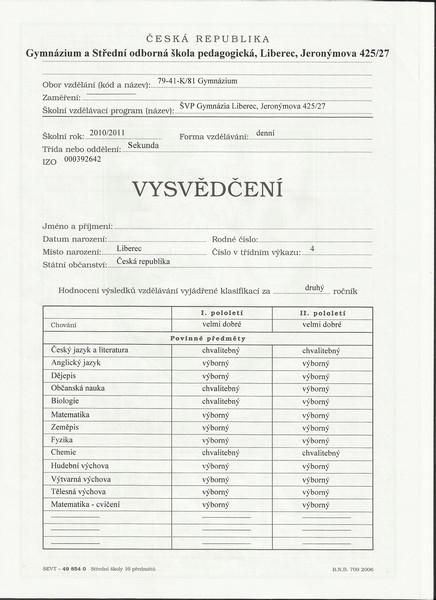 ČESKÁ REPUBLIKA
Gymnázium a Střední odborná škola pedagogická, Liberec, Jeronýmova 425/27
Obor vzdělání (kód a název): 79-41-K/81 Gymnázium
Zaměření:
Školní vzdělávací program (název): ŠVP Gymnázia Liberec, Jeronýmova 425/27
Školní rok: 2010/2011 Forma vzdělávání: denní
Třída nebo oddělení: Sekunda
IZO 000392642
VYSVĚDČENÍ
Jméno a příjmení:
Datum narození: Rodné číslo:
Místo narození: Liberec Číslo v třídním výkazu: 4
Státní občanství: Česká republika
Hodnocení výsledků vzdělávání vyjádřené klasifikací za druhý ročník
I. pololetí II. pololetí
Chování velmi dobré velmi dobré
Povinné předměty
Český jazyk a literatura chvalitebný chvalitebný
Anglický jazyk výborný výborný
Dějepis výborný výborný
Občanská nauka chvalitebný výborný
Biologie chvalitebný chvalitebný
Matematika výborný výborný
Zeměpis výborný výborný
Fyzika výborný výborný
Chemie chvalitebný chvalitebný
Hudební výchova výborný výborný
Výtvarná výchova výborný výborný
Tělesná výchova výborný výborný
Matematika - cvičení výborný výborný
SEVT - 49 854 0 Střední školy 16 předmětů B.N.B. 709 2006